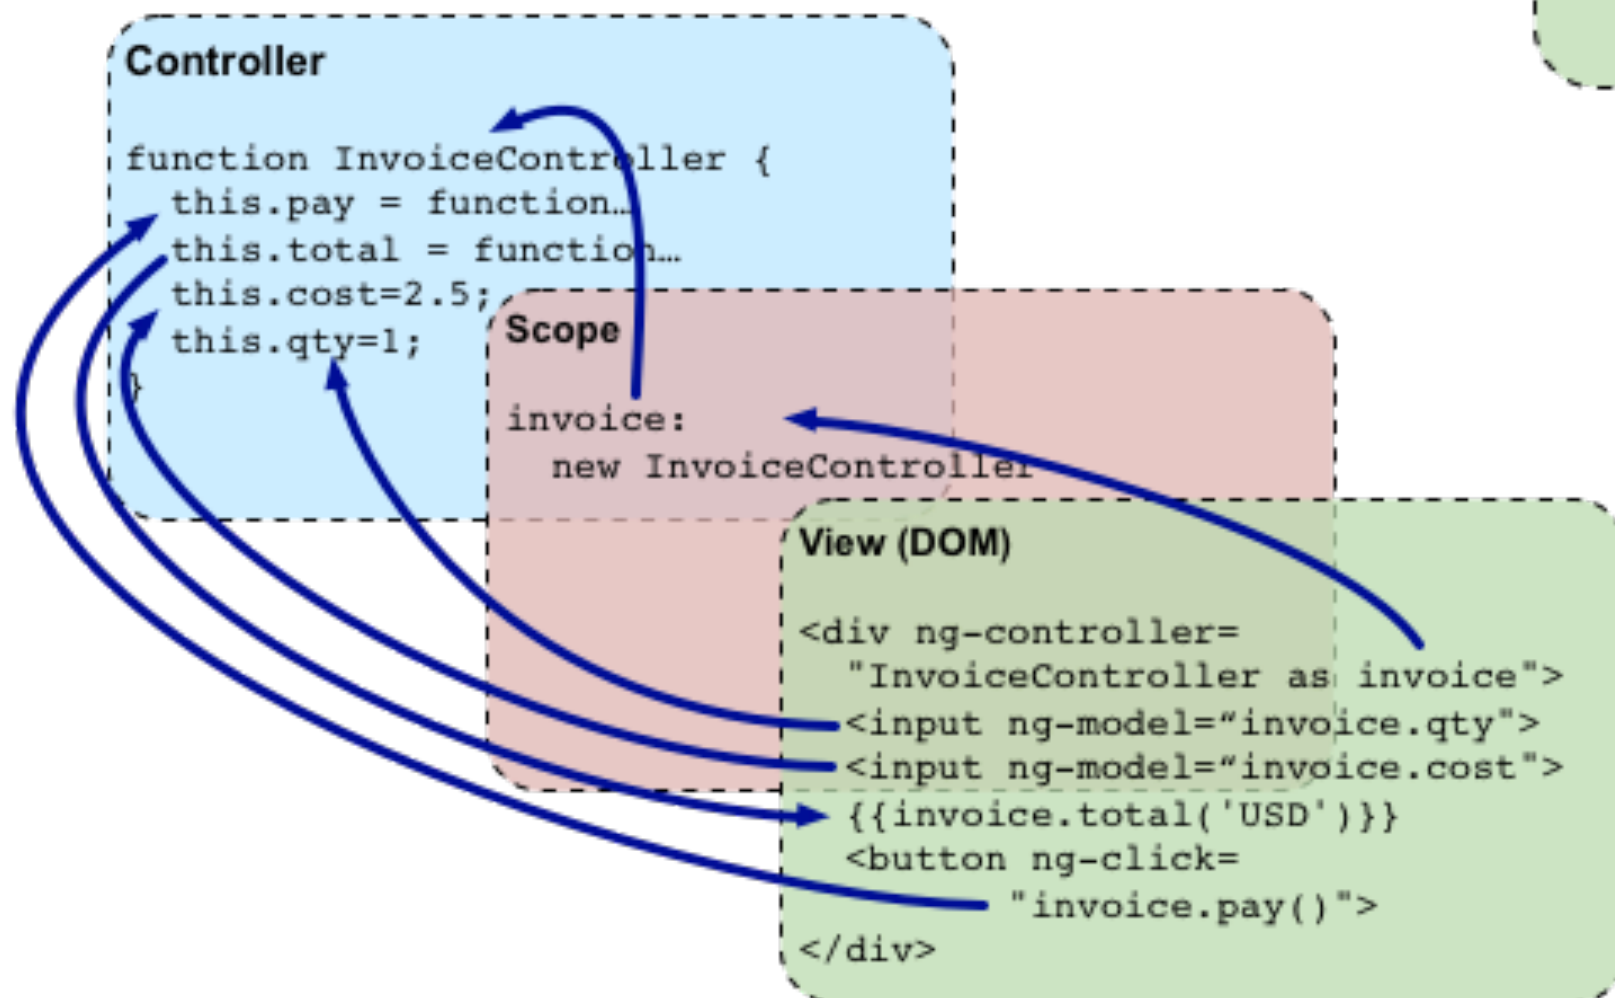 Controller
function InvoiceController {
this.pay = function…
this.total = function…
this.cost=2.5;
this.qty=1;
}
Scope
invoice:
new InvoiceController
View (DOM)
<div ng-controller=
"InvoiceController as invoice">
<input ng-model=“invoice.qty">
<input ng-model=“invoice.cost">
{{invoice.total('USD')}}
<button ng-click=
"invoice.pay()">
</div>